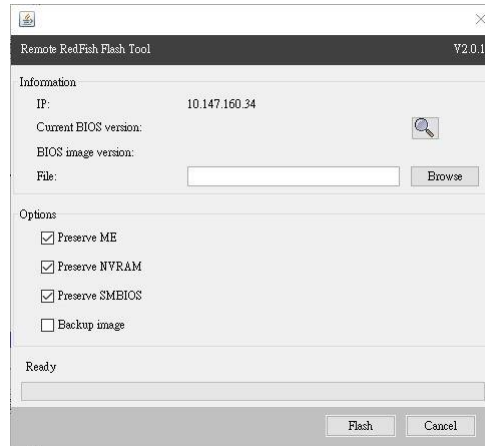 Remote RedFish Flash Tool V2.0.1
Information
IP: 10.147.160.34
Current BIOS version:
BIOS image version:
File: Browse
Options
Preserve ME
Preserve NVRAM
Preserve SMBIOS
Backup image
Ready
Flash Cancel